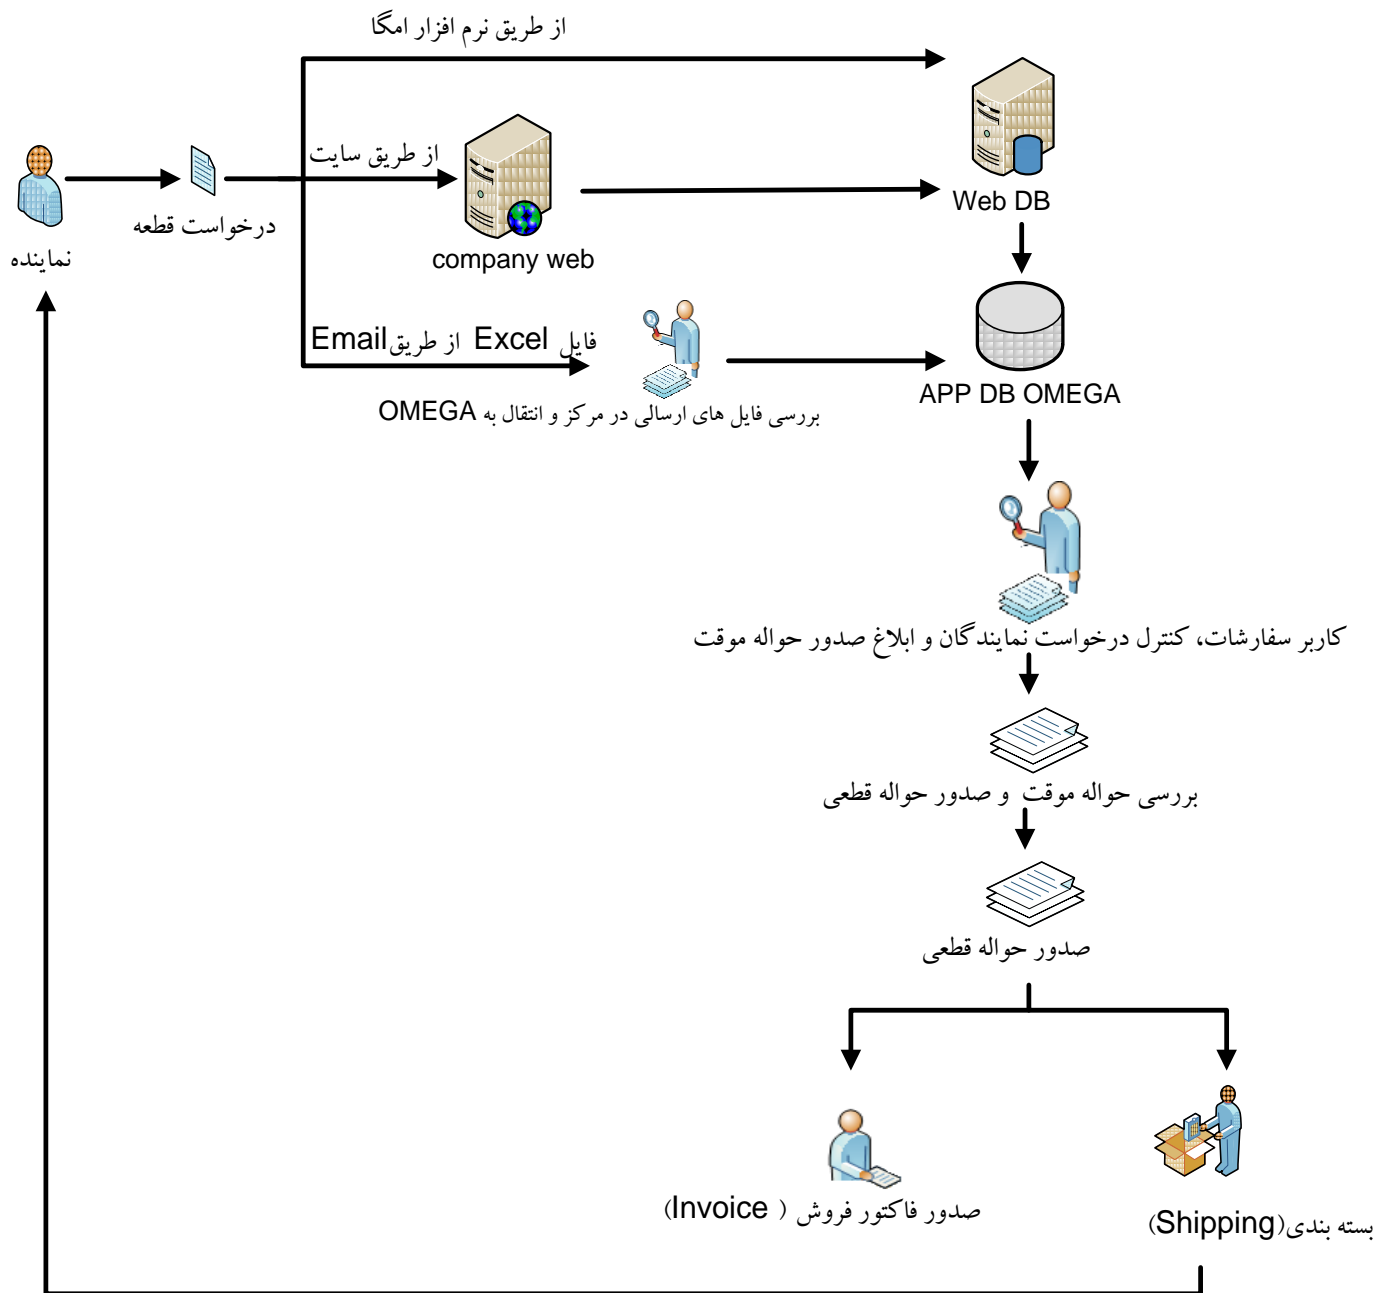 از طریق نرم افزار امگا
از طریق سایت
Web DB
درخواست قطعه
نماینده
company web
فایل Excel از طریق Email
APP DB OMEGA
بررسی فایل های ارسالی در مرکز و انتقال به OMEGA
کاربر سفارشات، کنترل درخواست نمایندگان و ابلاغ صدور حواله موقت
بررسی حواله موقت و صدور حواله قطعی
صدور حواله قطعی
صدور فاکتور فروش ( Invoice)
بسته بندی(Shipping)